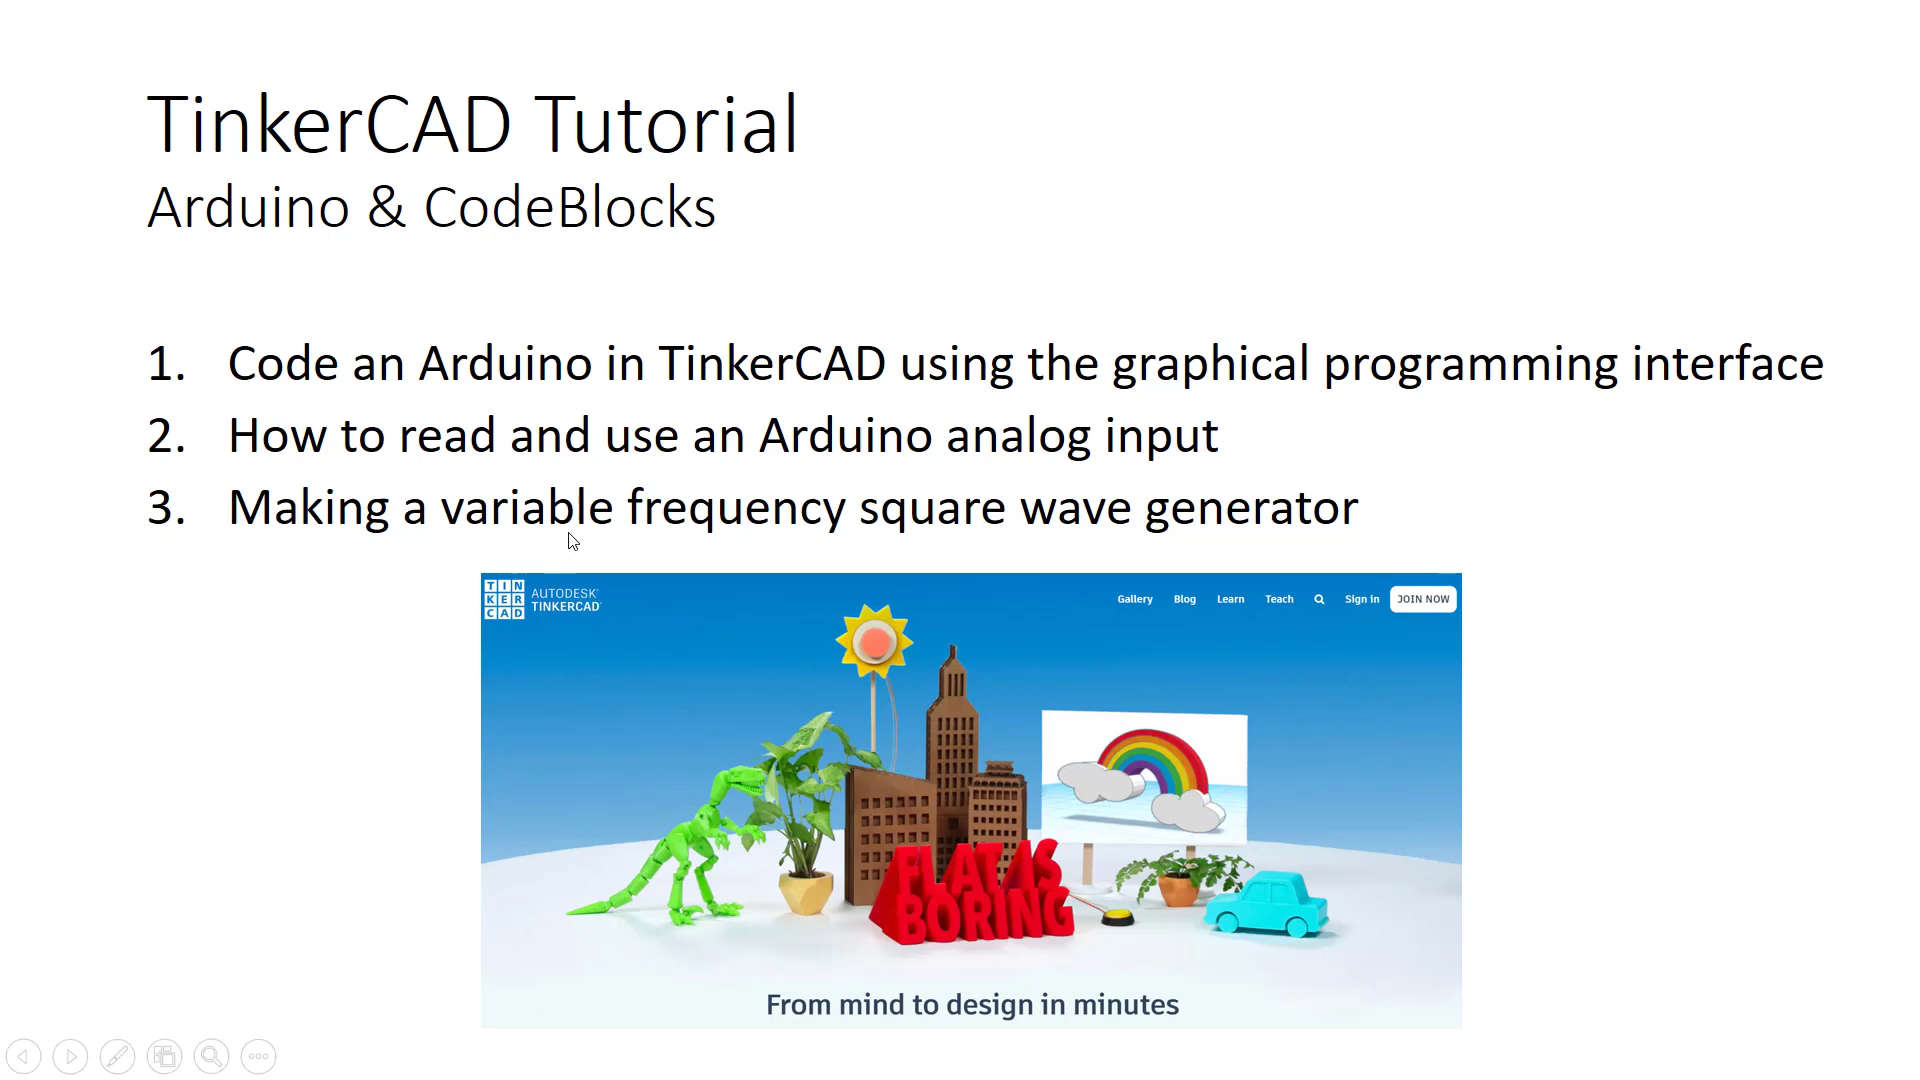 TinkerCAD Tutorial
Arduino & CodeBlocks
1. Code an Arduino in TinkerCAD using the graphical programming interface
2. How to read and use an Arduino analog input
3. Making a variable frequency square wave generator
TIN
KER
CAD
AUTODESK
TINKERCAD
Gallery Blog Learn Teach Sign in JOIN NOW
FLAT IS
BORING
From mind to design in minutes